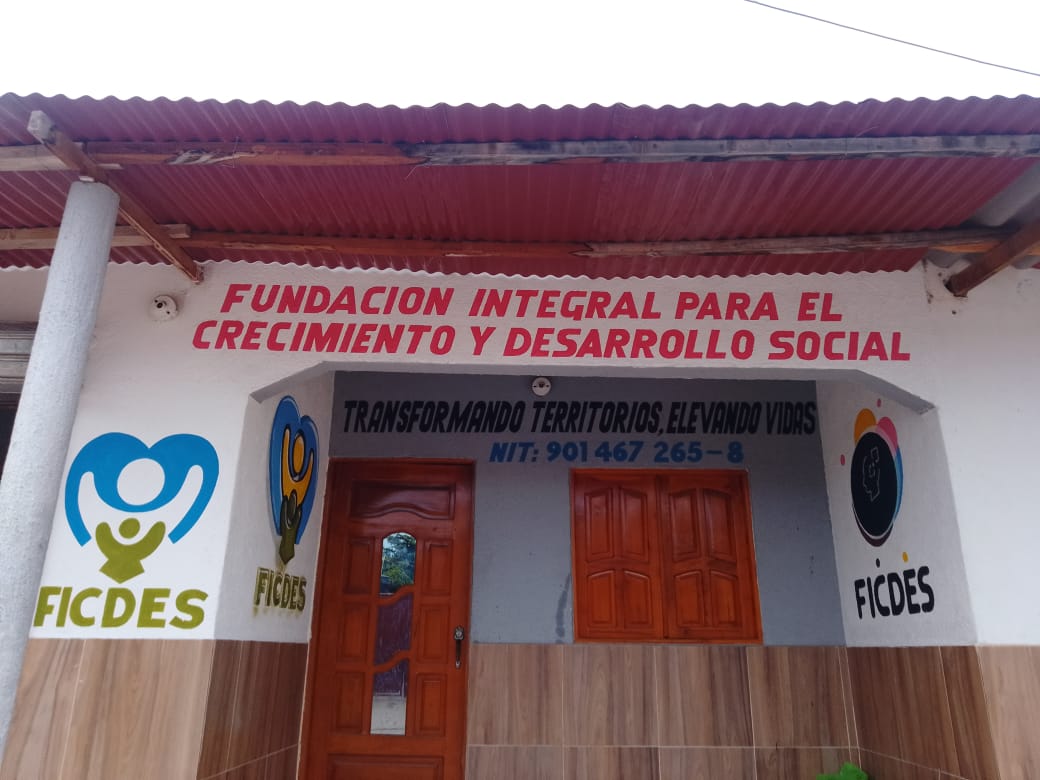 FUNDACION INTEGRAL PARA EL
CRECIMIENTO Y DESARROLLO SOCIAL
TRANSFORMANDO TERRITORIOS, ELEVANDO VIDAS
NIT: 901 467 265-8
FICDES
FICDES
FICDES